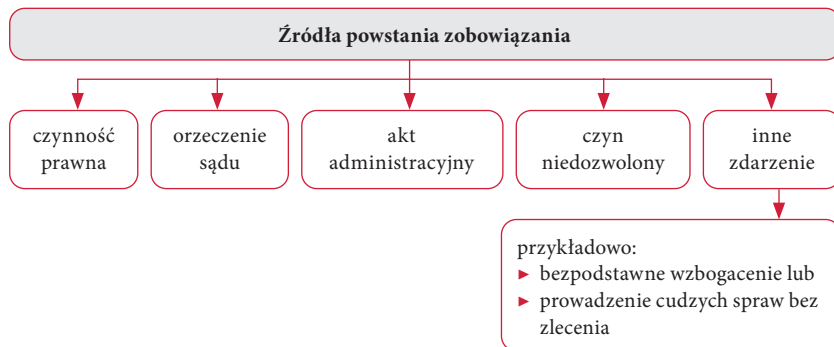 Źródła powstania zobowiązania
czynność
prawna
orzeczenie
sądu
akt
administracyjny
czyn
niedozwolony
inne
zdarzenie
przykładowo:
► bezpodstawne wzbogacenie lub
► prowadzenie cudzych spraw bez
zlecenia